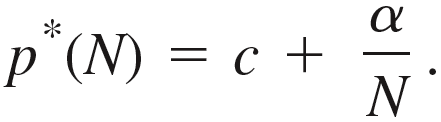 p*(N) = c + α/N.